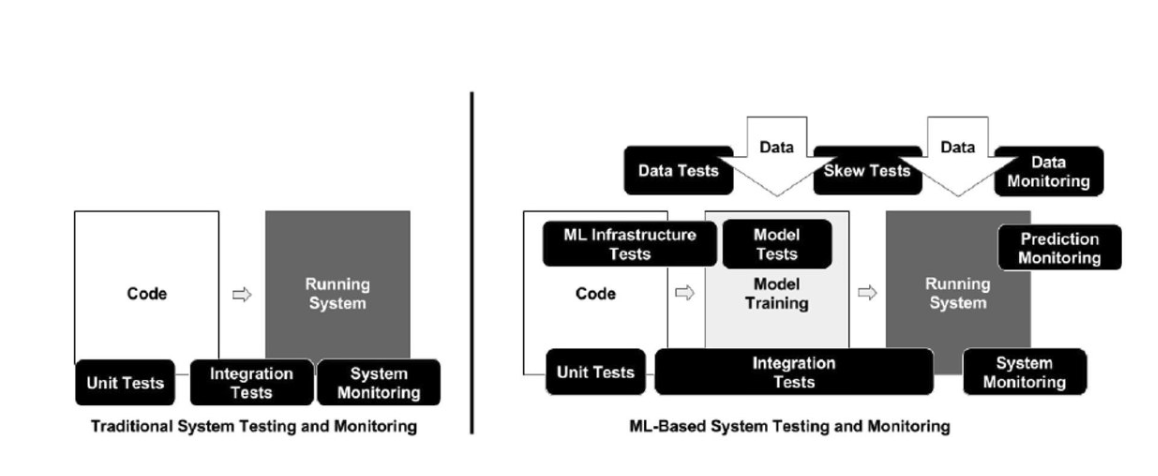 Code
Running
System
Unit Tests
Integration
Tests
System
Monitoring
Traditional System Testing and Monitoring
Data
Data
Data Tests
Skew Tests
Data
Monitoring
ML Infrastructure
Tests
Model
Tests
Prediction
Monitoring
Code
Model
Training
Running
System
Unit Tests
Integration
Tests
System
Monitoring
ML-Based System Testing and Monitoring